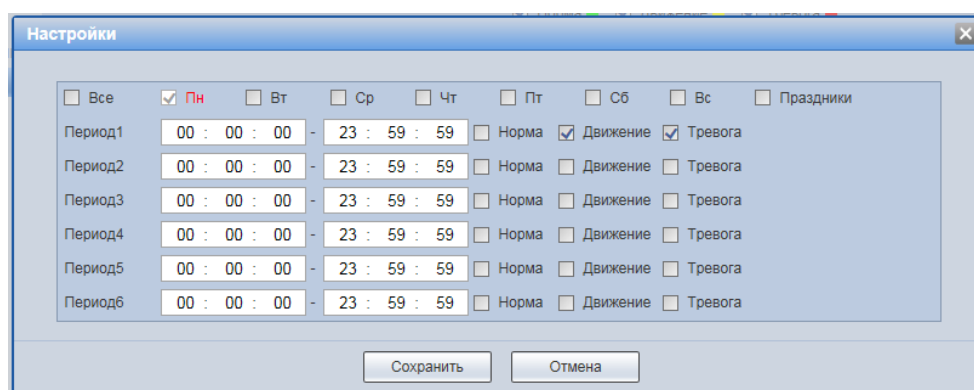 Настройки
Все Пн Вт Ср Чт Пт Сб Вс Праздники
Период1 00 : 00 : 00 - 23 : 59 : 59 Норма Движение Тревога
Период2 00 : 00 : 00 - 23 : 59 : 59 Норма Движение Тревога
Период3 00 : 00 : 00 - 23 : 59 : 59 Норма Движение Тревога
Период4 00 : 00 : 00 - 23 : 59 : 59 Норма Движение Тревога
Период5 00 : 00 : 00 - 23 : 59 : 59 Норма Движение Тревога
Период6 00 : 00 : 00 - 23 : 59 : 59 Норма Движение Тревога
Сохранить Отмена